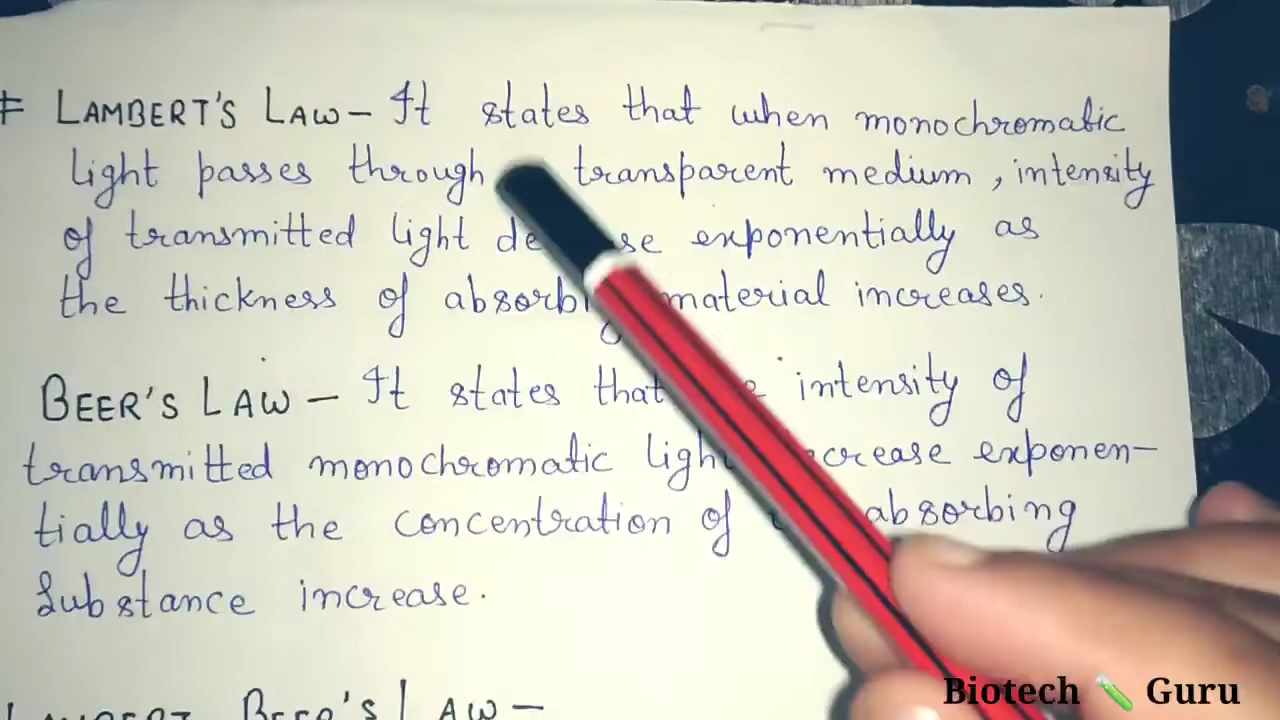 LAMBERT'S LAW - It states that when monochromatic
light passes through transparent medium, intensity
of transmitted light exponentially as
the thickness of material increases.
BEER'S LAW - It states that intensity of
transmitted monochromatic light exponen-
tially as the concentration of absorbing
Substance increase.
BEER'S LAW -
Biotech Guru